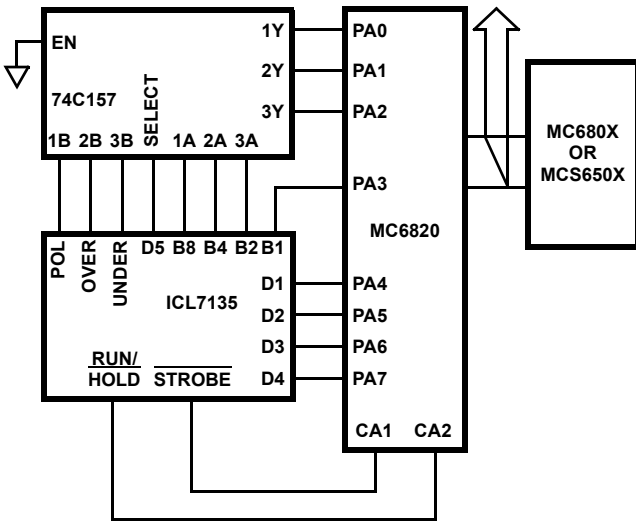 EN
1Y
2Y
3Y
74C157
SELECT
1B 2B 3B 1A 2A 3A
PA0
PA1
PA2
PA3
MC6820
PA4
PA5
PA6
PA7
CA1 CA2
MC680X
OR
MCS650X
POL
OVER
UNDER
D5 B8 B4 B2 B1
D1
D2
D3
D4
ICL7135
RUN/
HOLD STROBE